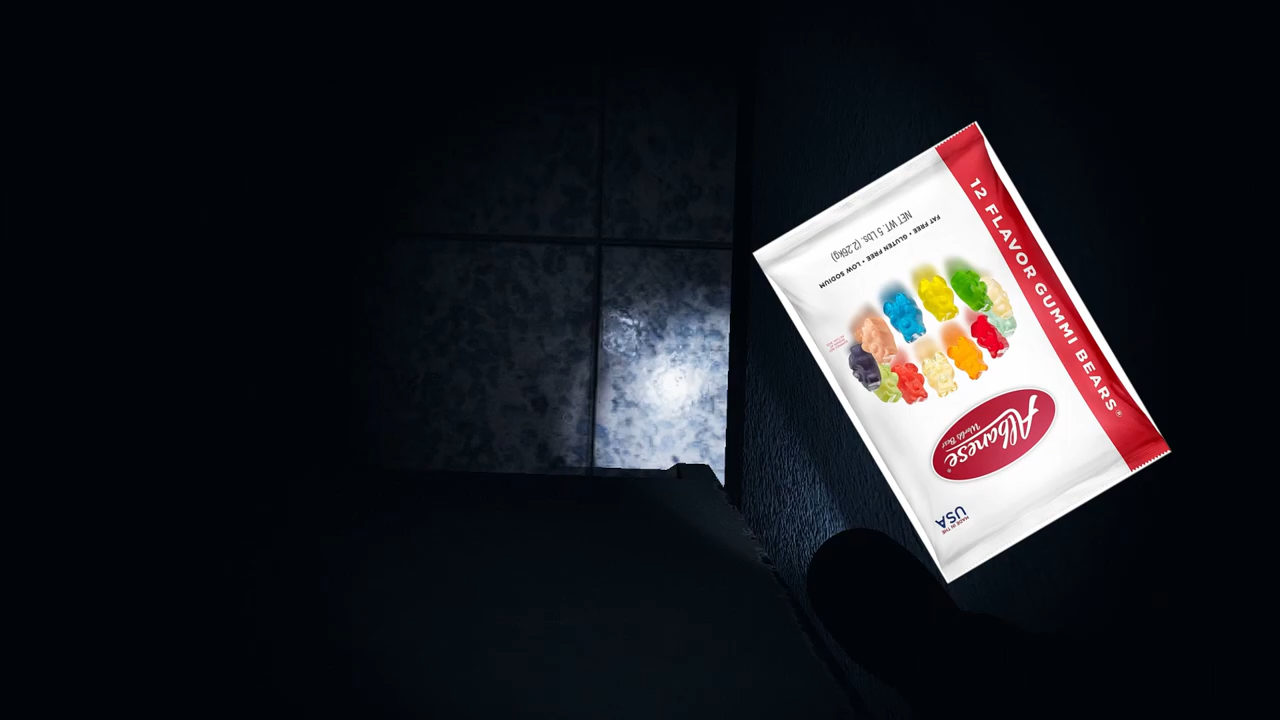 12 FLAVOR GUMMI BEARS®
MADE IN THE
USA
Albanese®
World's Best
FAT FREE • GLUTEN FREE • LOW SODIUM
NET WT. 5 Lbs. (2.26kg)